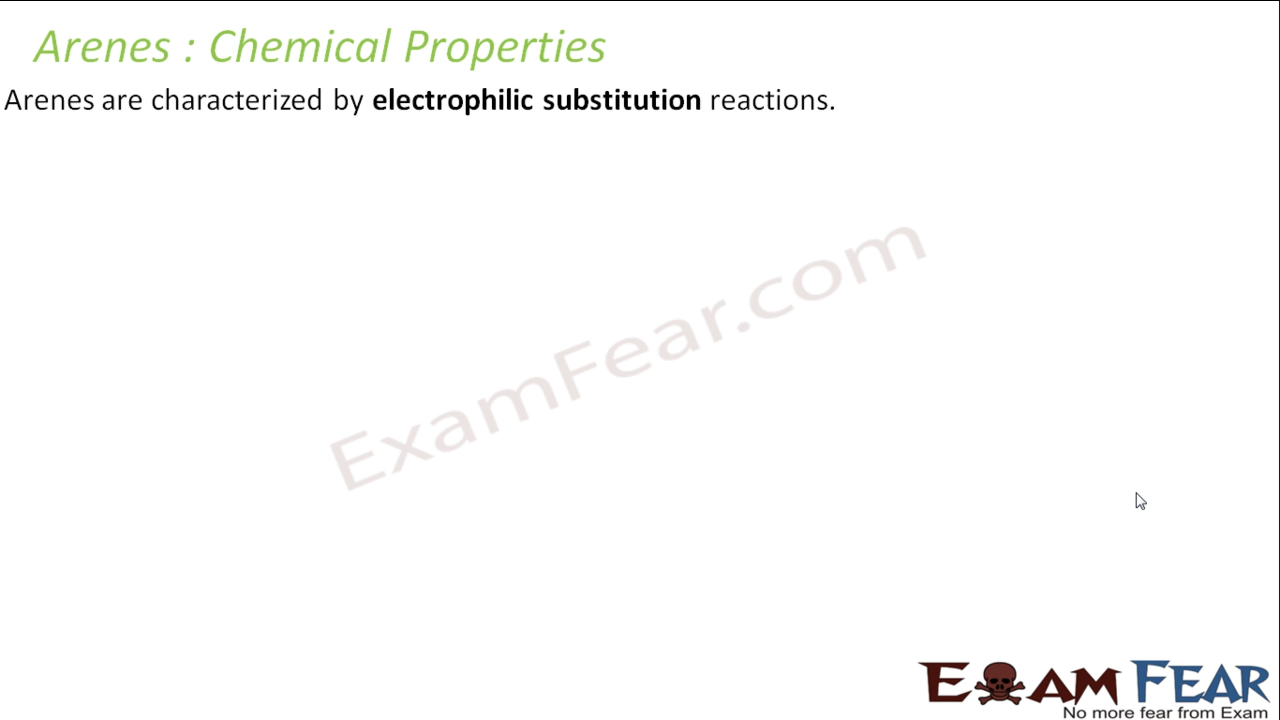 Arenes : Chemical Properties
Arenes are characterized by electrophilic substitution reactions.
ExamFear.com
EXAM FEAR
No more fear from Exam